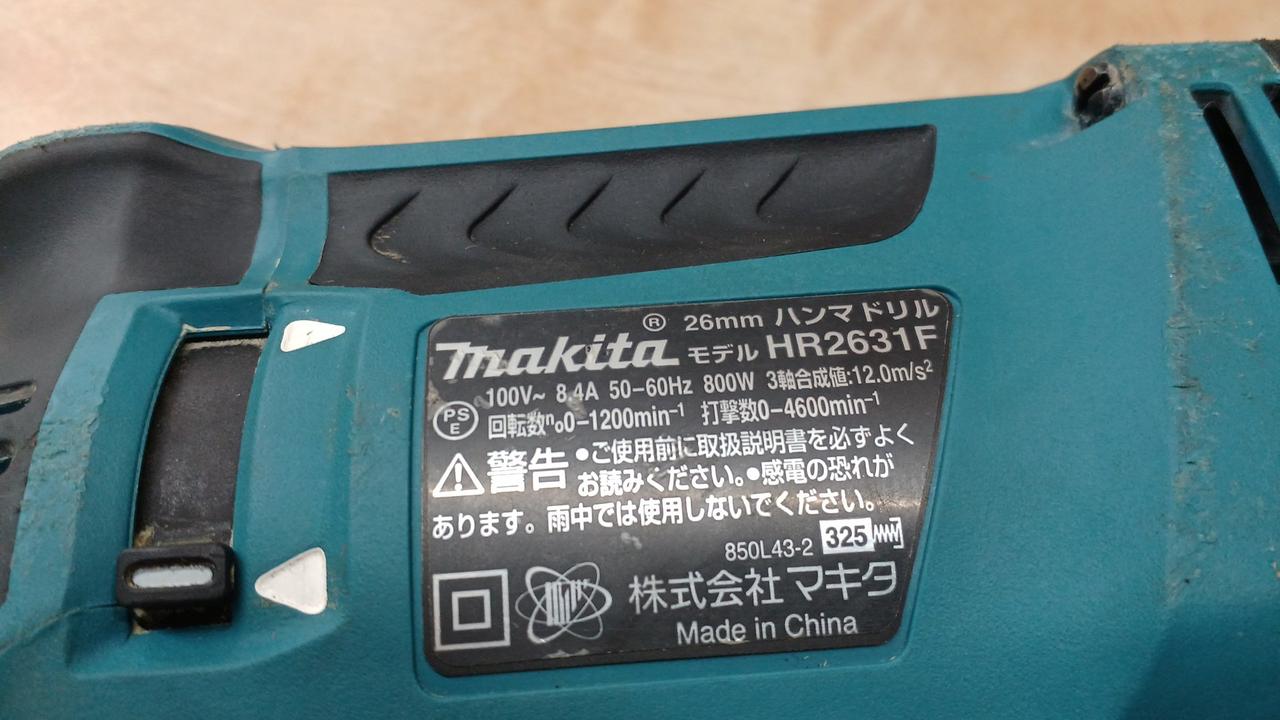 makita® 26mm ハンマドリル
モデル HR2631F
100V~ 8.4A 50-60Hz 800W 3軸合成値:12.0m/s²
PS
E
回転数ⁿo0-1200min⁻¹ 打撃数0-4600min⁻¹
警告 •ご使用前に取扱説明書を必ずよく
お読みください。•感電の恐れが
あります。雨中では使用しないでください。
850L43-2 325
株式会社マキタ
Made in China